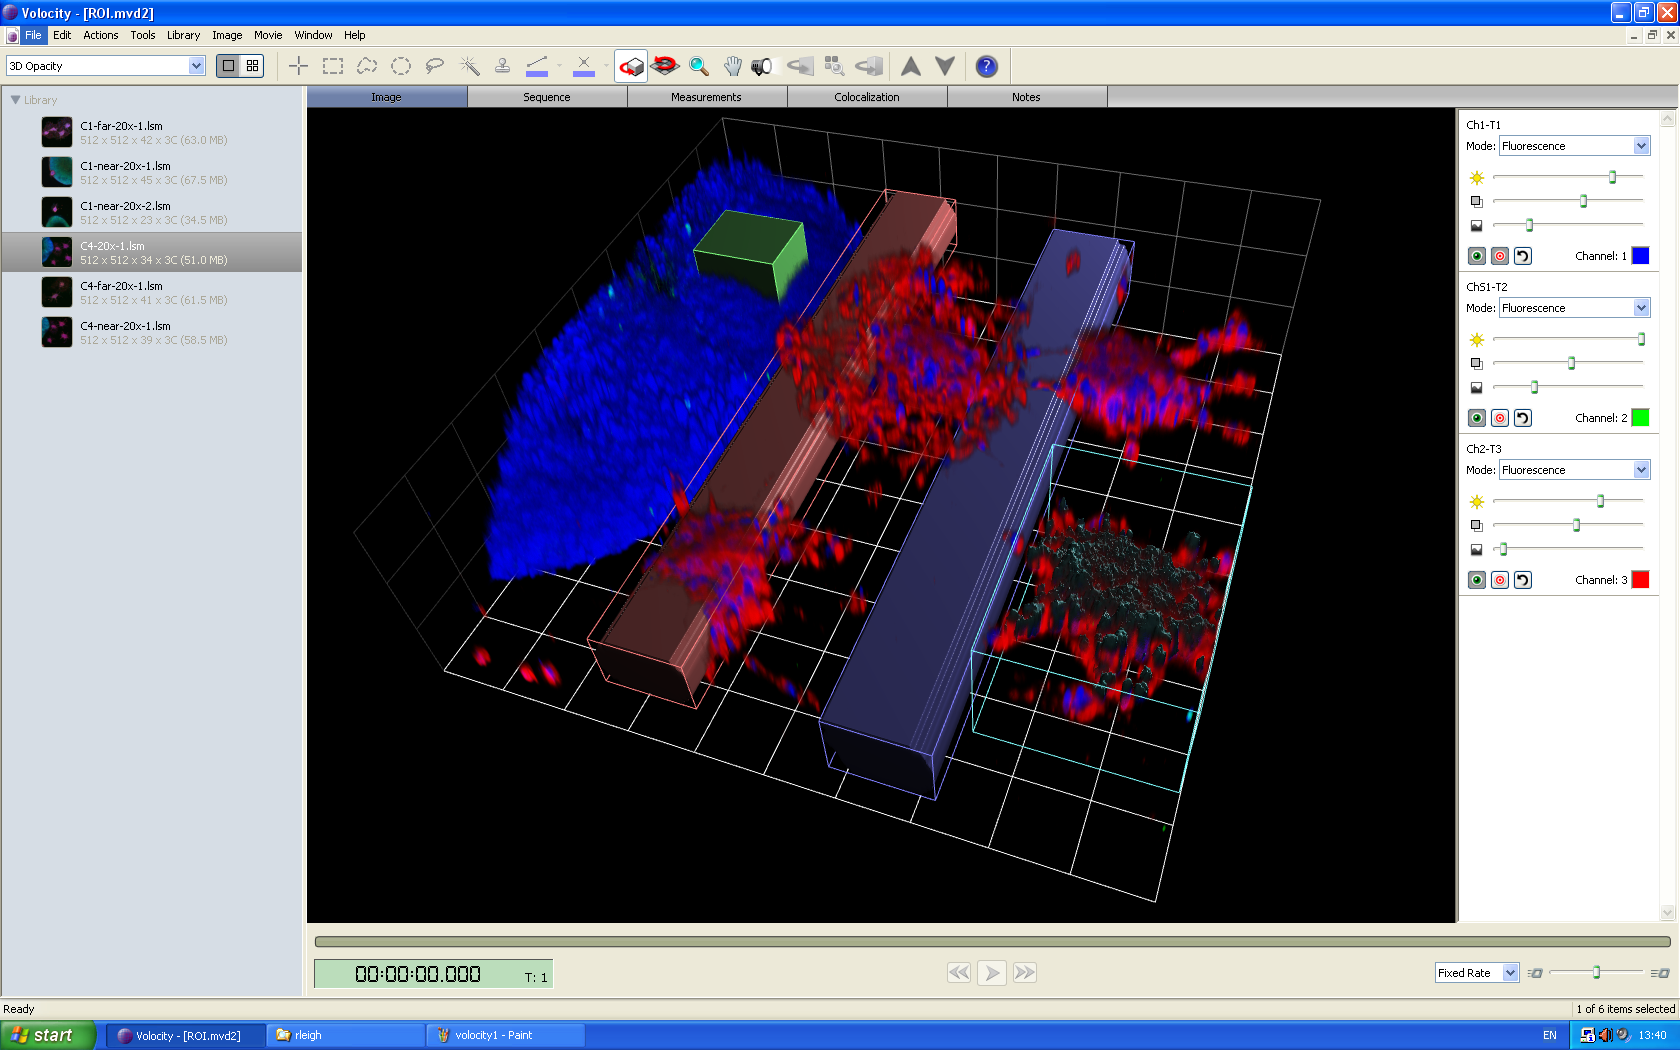 Volocity - [ROI.mvd2]
File Edit Actions Tools Library Image Movie Window Help
3D Opacity
Library
C1-far-20x-1.lsm
512 x 512 x 42 x 3C (63.0 MB)
C1-near-20x-1.lsm
512 x 512 x 45 x 3C (67.5 MB)
C1-near-20x-2.lsm
512 x 512 x 23 x 3C (34.5 MB)
C4-20x-1.lsm
512 x 512 x 34 x 3C (51.0 MB)
C4-far-20x-1.lsm
512 x 512 x 41 x 3C (61.5 MB)
C4-near-20x-1.lsm
512 x 512 x 39 x 3C (58.5 MB)
Image Sequence Measurements Colocalization Notes
Ch1-T1
Mode: Fluorescence
Channel: 1
ChS1-T2
Mode: Fluorescence
Channel: 2
Ch2-T3
Mode: Fluorescence
Channel: 3
00:00:00.000 T: 1
Fixed Rate
Ready
1 of 6 items selected
start Volocity - [ROI.mvd2] rleigh volocity1 - Paint EN 13:40